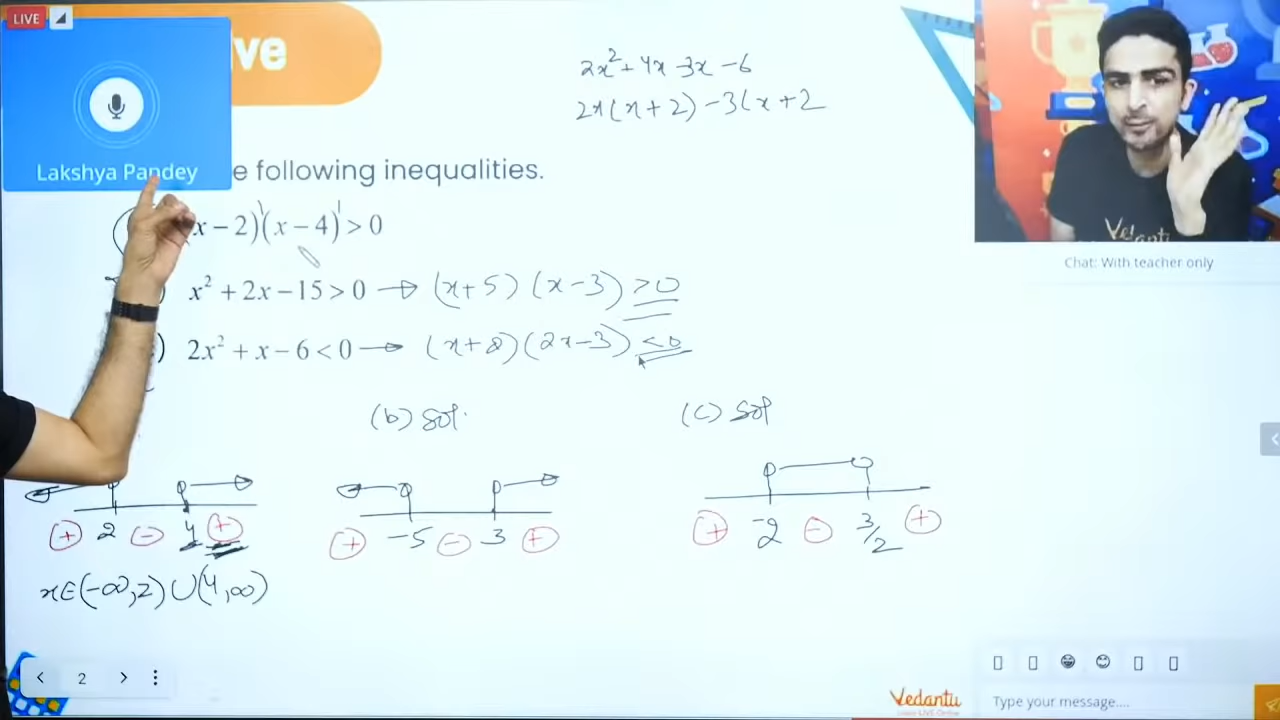 LIVE
ve
2x² + 4x - 3x - 6
2x(x+2) - 3(x+2
Lakshya Pandey
e following inequalities.
x - 2)(x - 4) > 0
x² + 2x - 15 > 0 → (x+5) (x-3) > 0
) 2x² + x - 6 < 0 → (x+2)(2x-3) < 0
(b) Sol.
(c) Sol
+ 2 - 4 +
+ -5 - 3 +
+ -2 - 3/2 +
x∈(-∞,2)∪(4,∞)
Vedantu
Chat: With teacher only
< 2 >
Vedantu
Type your message....